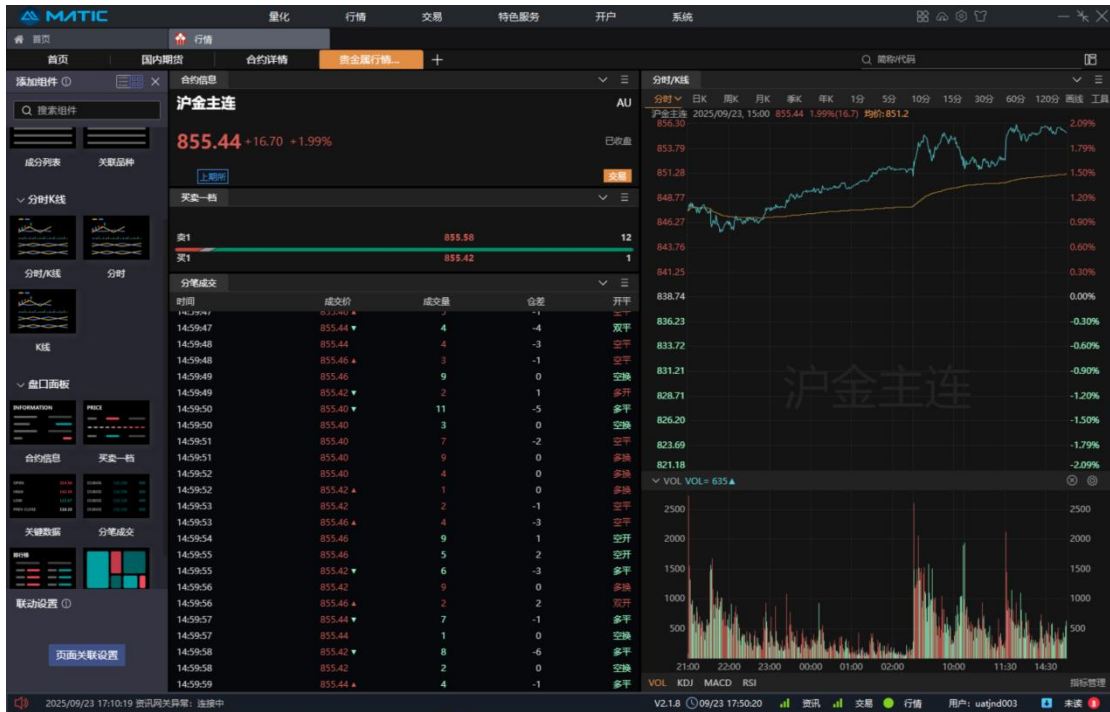 MATIC 量化 行情 交易 特色服务 开户 系统
首页 行情
首页 国内期货 合约详情 贵金属行情... + 简称/代码
添加组件
搜索组件
成分列表 关联品种
分时K线
分时/K线 分时
K线
盘口面板
INFORMATION PRICE
合约信息 买卖一档
关键数据 分笔成交
联动设置
页面关联设置
合约信息
沪金主连 AU
855.44 +16.70 +1.99% 已收盘
上期所 交易
买卖一档
卖1 855.58 12
买1 855.42 1
分笔成交
时间 成交价 成交量 仓差 开平
14:59:47 855.44▼ 4 -4 双平
14:59:48 855.44 4 -3 空平
14:59:48 855.46▲ 3 -1 空平
14:59:49 855.46 9 0 空换
14:59:49 855.42▼ 2 1 多开
14:59:50 855.40▼ 11 -5 多平
14:59:50 855.40 3 0 空换
14:59:51 855.40 7 -2 空平
14:59:51 855.40 9 0 多换
14:59:52 855.40 4 0 多换
14:59:52 855.42▲ 1 0 多换
14:59:53 855.42 2 -1 空平
14:59:53 855.46▲ 4 -3 空平
14:59:54 855.46 9 1 空开
14:59:55 855.46 5 2 空开
14:59:55 855.42▼ 6 -3 多平
14:59:56 855.42 9 0 多换
14:59:56 855.46▲ 2 2 双开
14:59:57 855.44▼ 7 -1 多平
14:59:57 855.44 1 0 空换
14:59:58 855.42▼ 8 -6 多平
14:59:58 855.42 2 0 空换
14:59:59 855.44▲ 4 -1 多平
分时/K线
分时 日K 周K 月K 季K 年K 1分 5分 10分 15分 30分 60分 120分 画线 工具
沪金主连 2025/09/23, 15:00 855.44 1.99%(16.7) 均价:851.2
856.30 2.09%
853.79 1.79%
851.28 1.50%
848.77 1.20%
846.27 0.90%
843.76 0.60%
841.25 0.30%
838.74 0.00%
836.23 -0.30%
833.72 -0.60%
831.21 -0.90%
828.71 -1.20%
826.20 -1.50%
823.69 -1.79%
821.18 -2.09%
沪金主连
VOL VOL= 635▲
2500 2500
2000 2000
1500 1500
1000 1000
500 500
21:00 22:00 23:00 00:00 01:00 02:00 10:00 11:30 14:30
VOL KDJ MACD RSI 指标管理
2025/09/23 17:10:19 资讯网关异常：连接中 V2.1.8 09/23 17:50:20 资讯 交易 行情 用户：uatjnd003 未读